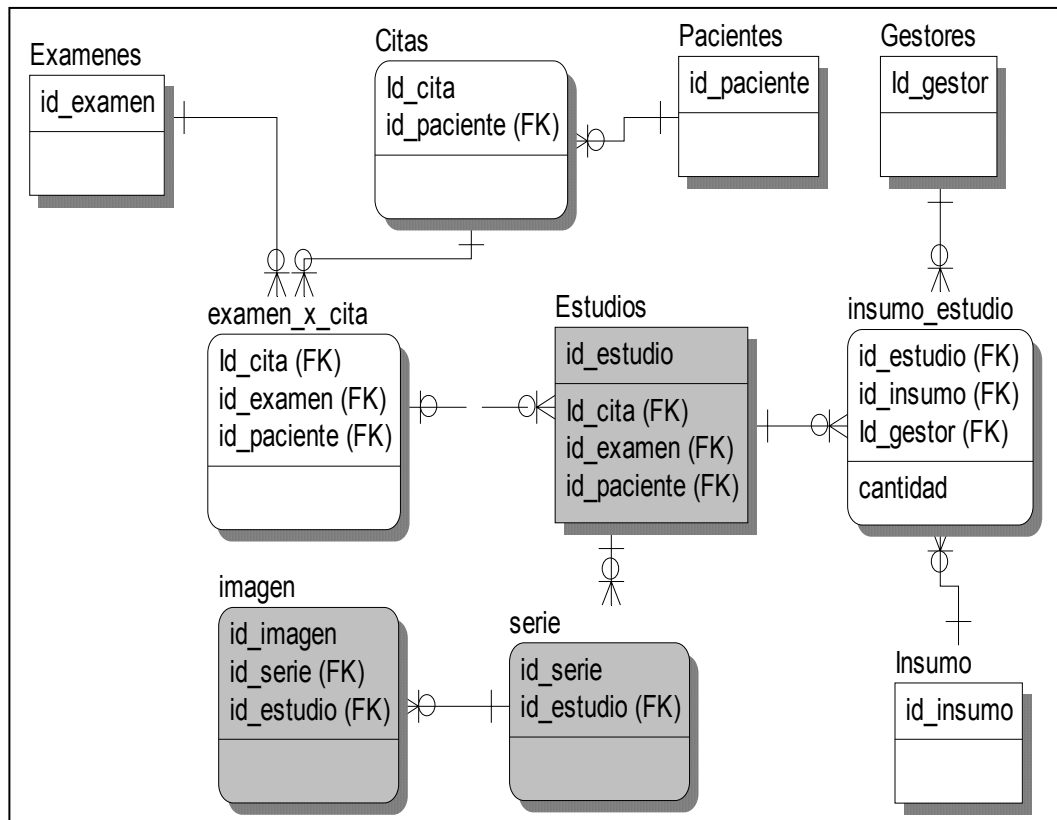 Examenes
id_examen
Citas
Id_cita
id_paciente (FK)
Pacientes
id_paciente
Gestores
Id_gestor
examen_x_cita
Id_cita (FK)
id_examen (FK)
id_paciente (FK)
Estudios
id_estudio
Id_cita (FK)
id_examen (FK)
id_paciente (FK)
insumo_estudio
id_estudio (FK)
id_insumo (FK)
Id_gestor (FK)
cantidad
imagen
id_imagen
id_serie (FK)
id_estudio (FK)
serie
id_serie
id_estudio (FK)
Insumo
id_insumo